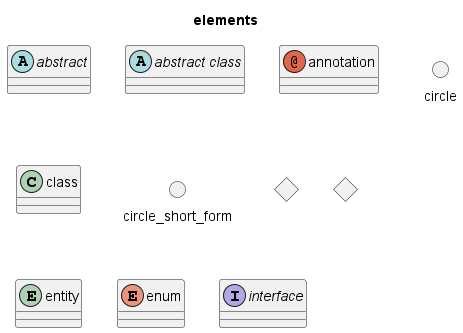 elements
A abstract
A abstract class
@ annotation
circle
C class
circle_short_form
E entity
E enum
I interface